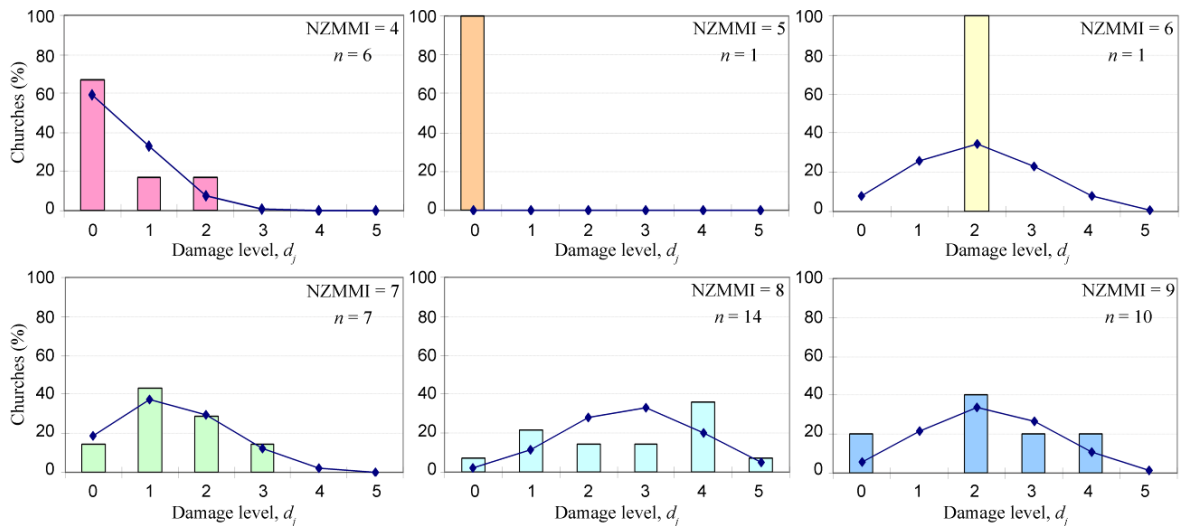 100
80
60
40
20
0
Churches (%)
NZMMI = 4
n = 6
0 1 2 3 4 5
Damage level, dj
100
80
60
40
20
0
NZMMI = 5
n = 1
0 1 2 3 4 5
Damage level, dj
100
80
60
40
20
0
NZMMI = 6
n = 1
0 1 2 3 4 5
Damage level, dj
100
80
60
40
20
0
Churches (%)
NZMMI = 7
n = 7
0 1 2 3 4 5
Damage level, dj
100
80
60
40
20
0
NZMMI = 8
n = 14
0 1 2 3 4 5
Damage level, dj
100
80
60
40
20
0
NZMMI = 9
n = 10
0 1 2 3 4 5
Damage level, dj